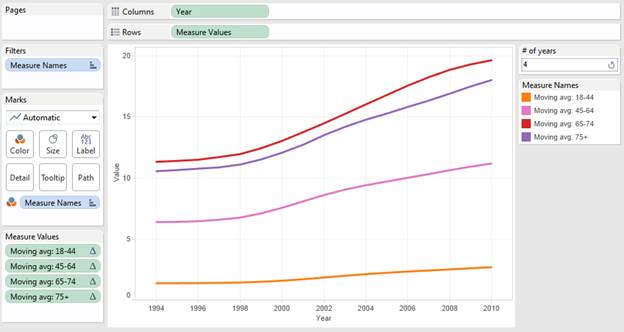 Pages
Columns
Year
Rows
Measure Values
Filters
Measure Names
Marks
Automatic
Color
Size
Abc
123
Label
Detail
Tooltip
Path
Measure Names
Measure Values
Moving avg: 18-44
Moving avg: 45-64
Moving avg: 65-74
Moving avg: 75+
Value
20
15
10
5
0
1994 1996 1998 2000 2002 2004 2006 2008 2010
Year
# of years
4
Measure Names
Moving avg: 18-44
Moving avg: 45-64
Moving avg: 65-74
Moving avg: 75+